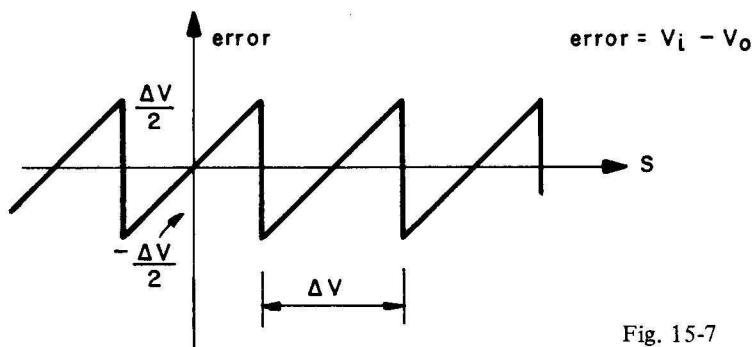 error
error = Vi – Vo
ΔV
2
S
– ΔV
2
ΔV
Fig. 15-7